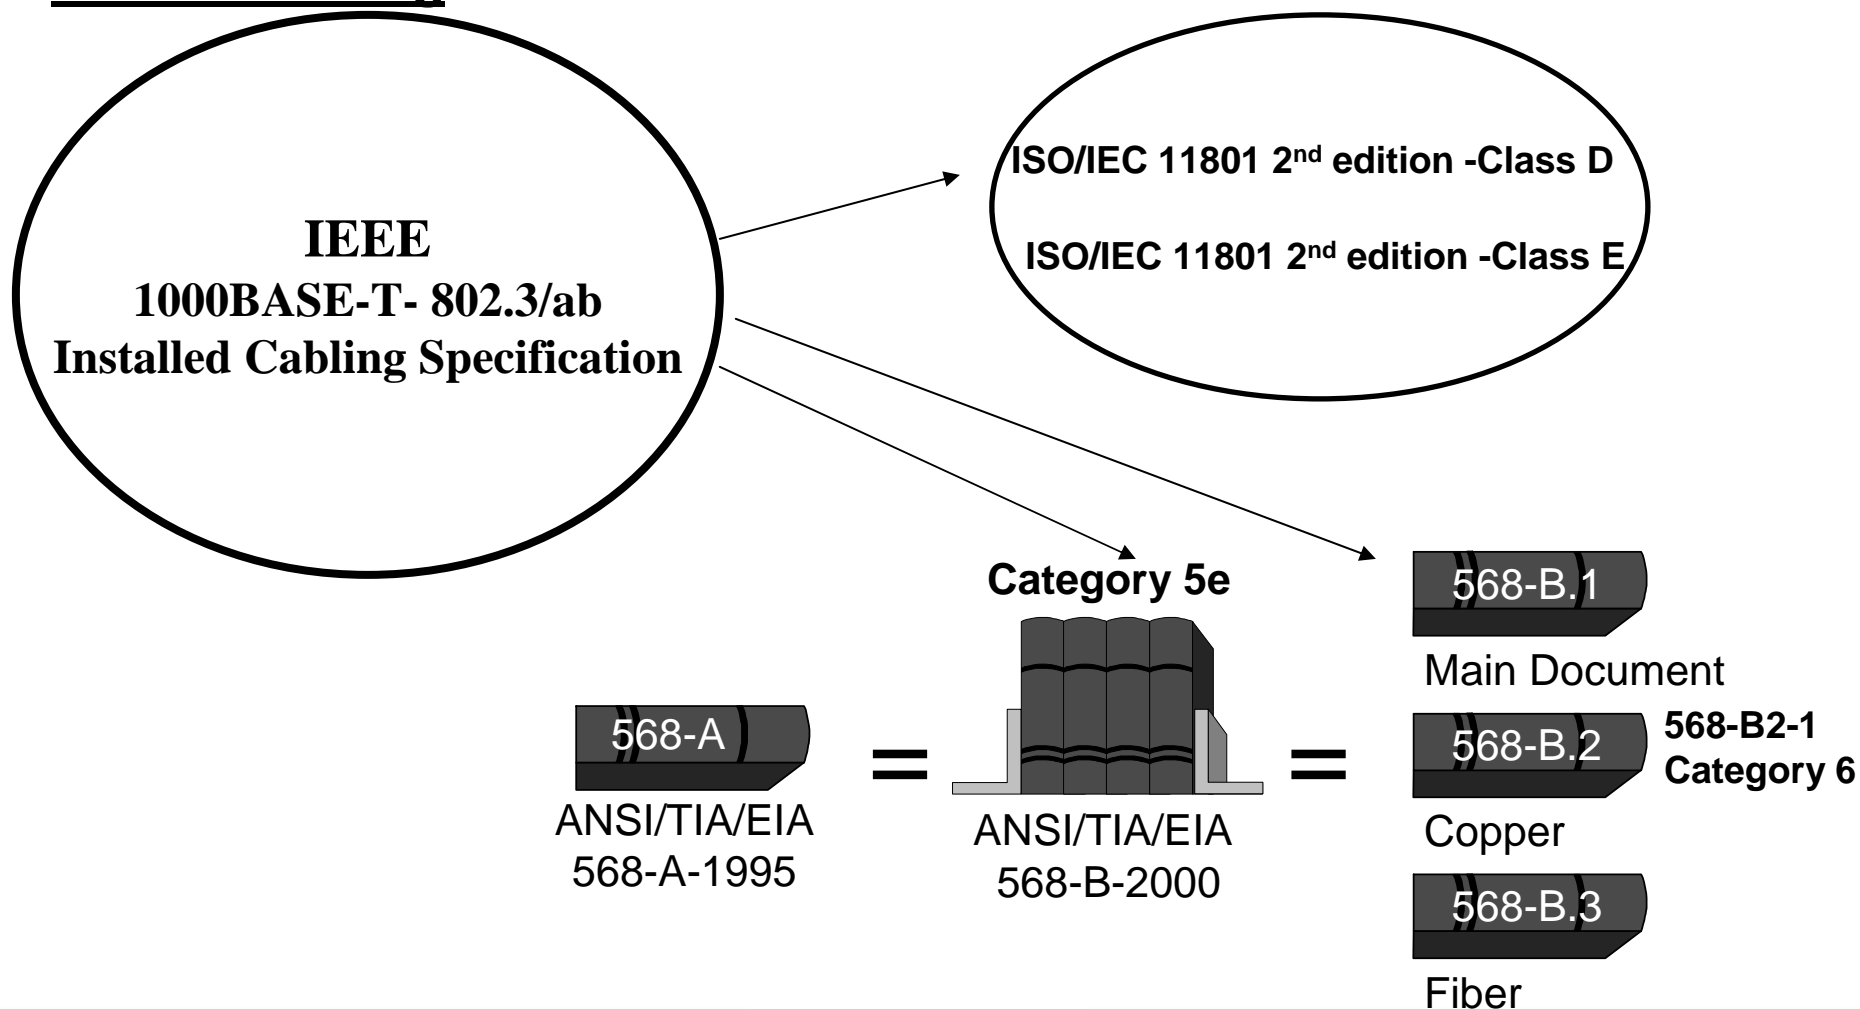 IEEE
1000BASE-T- 802.3/ab
Installed Cabling Specification
ISO/IEC 11801 2nd edition -Class D
ISO/IEC 11801 2nd edition -Class E
Category 5e
568-A
ANSI/TIA/EIA
568-A-1995
=
ANSI/TIA/EIA
568-B-2000
=
568-B.1
Main Document
568-B.2
568-B2-1
Category 6
Copper
568-B.3
Fiber